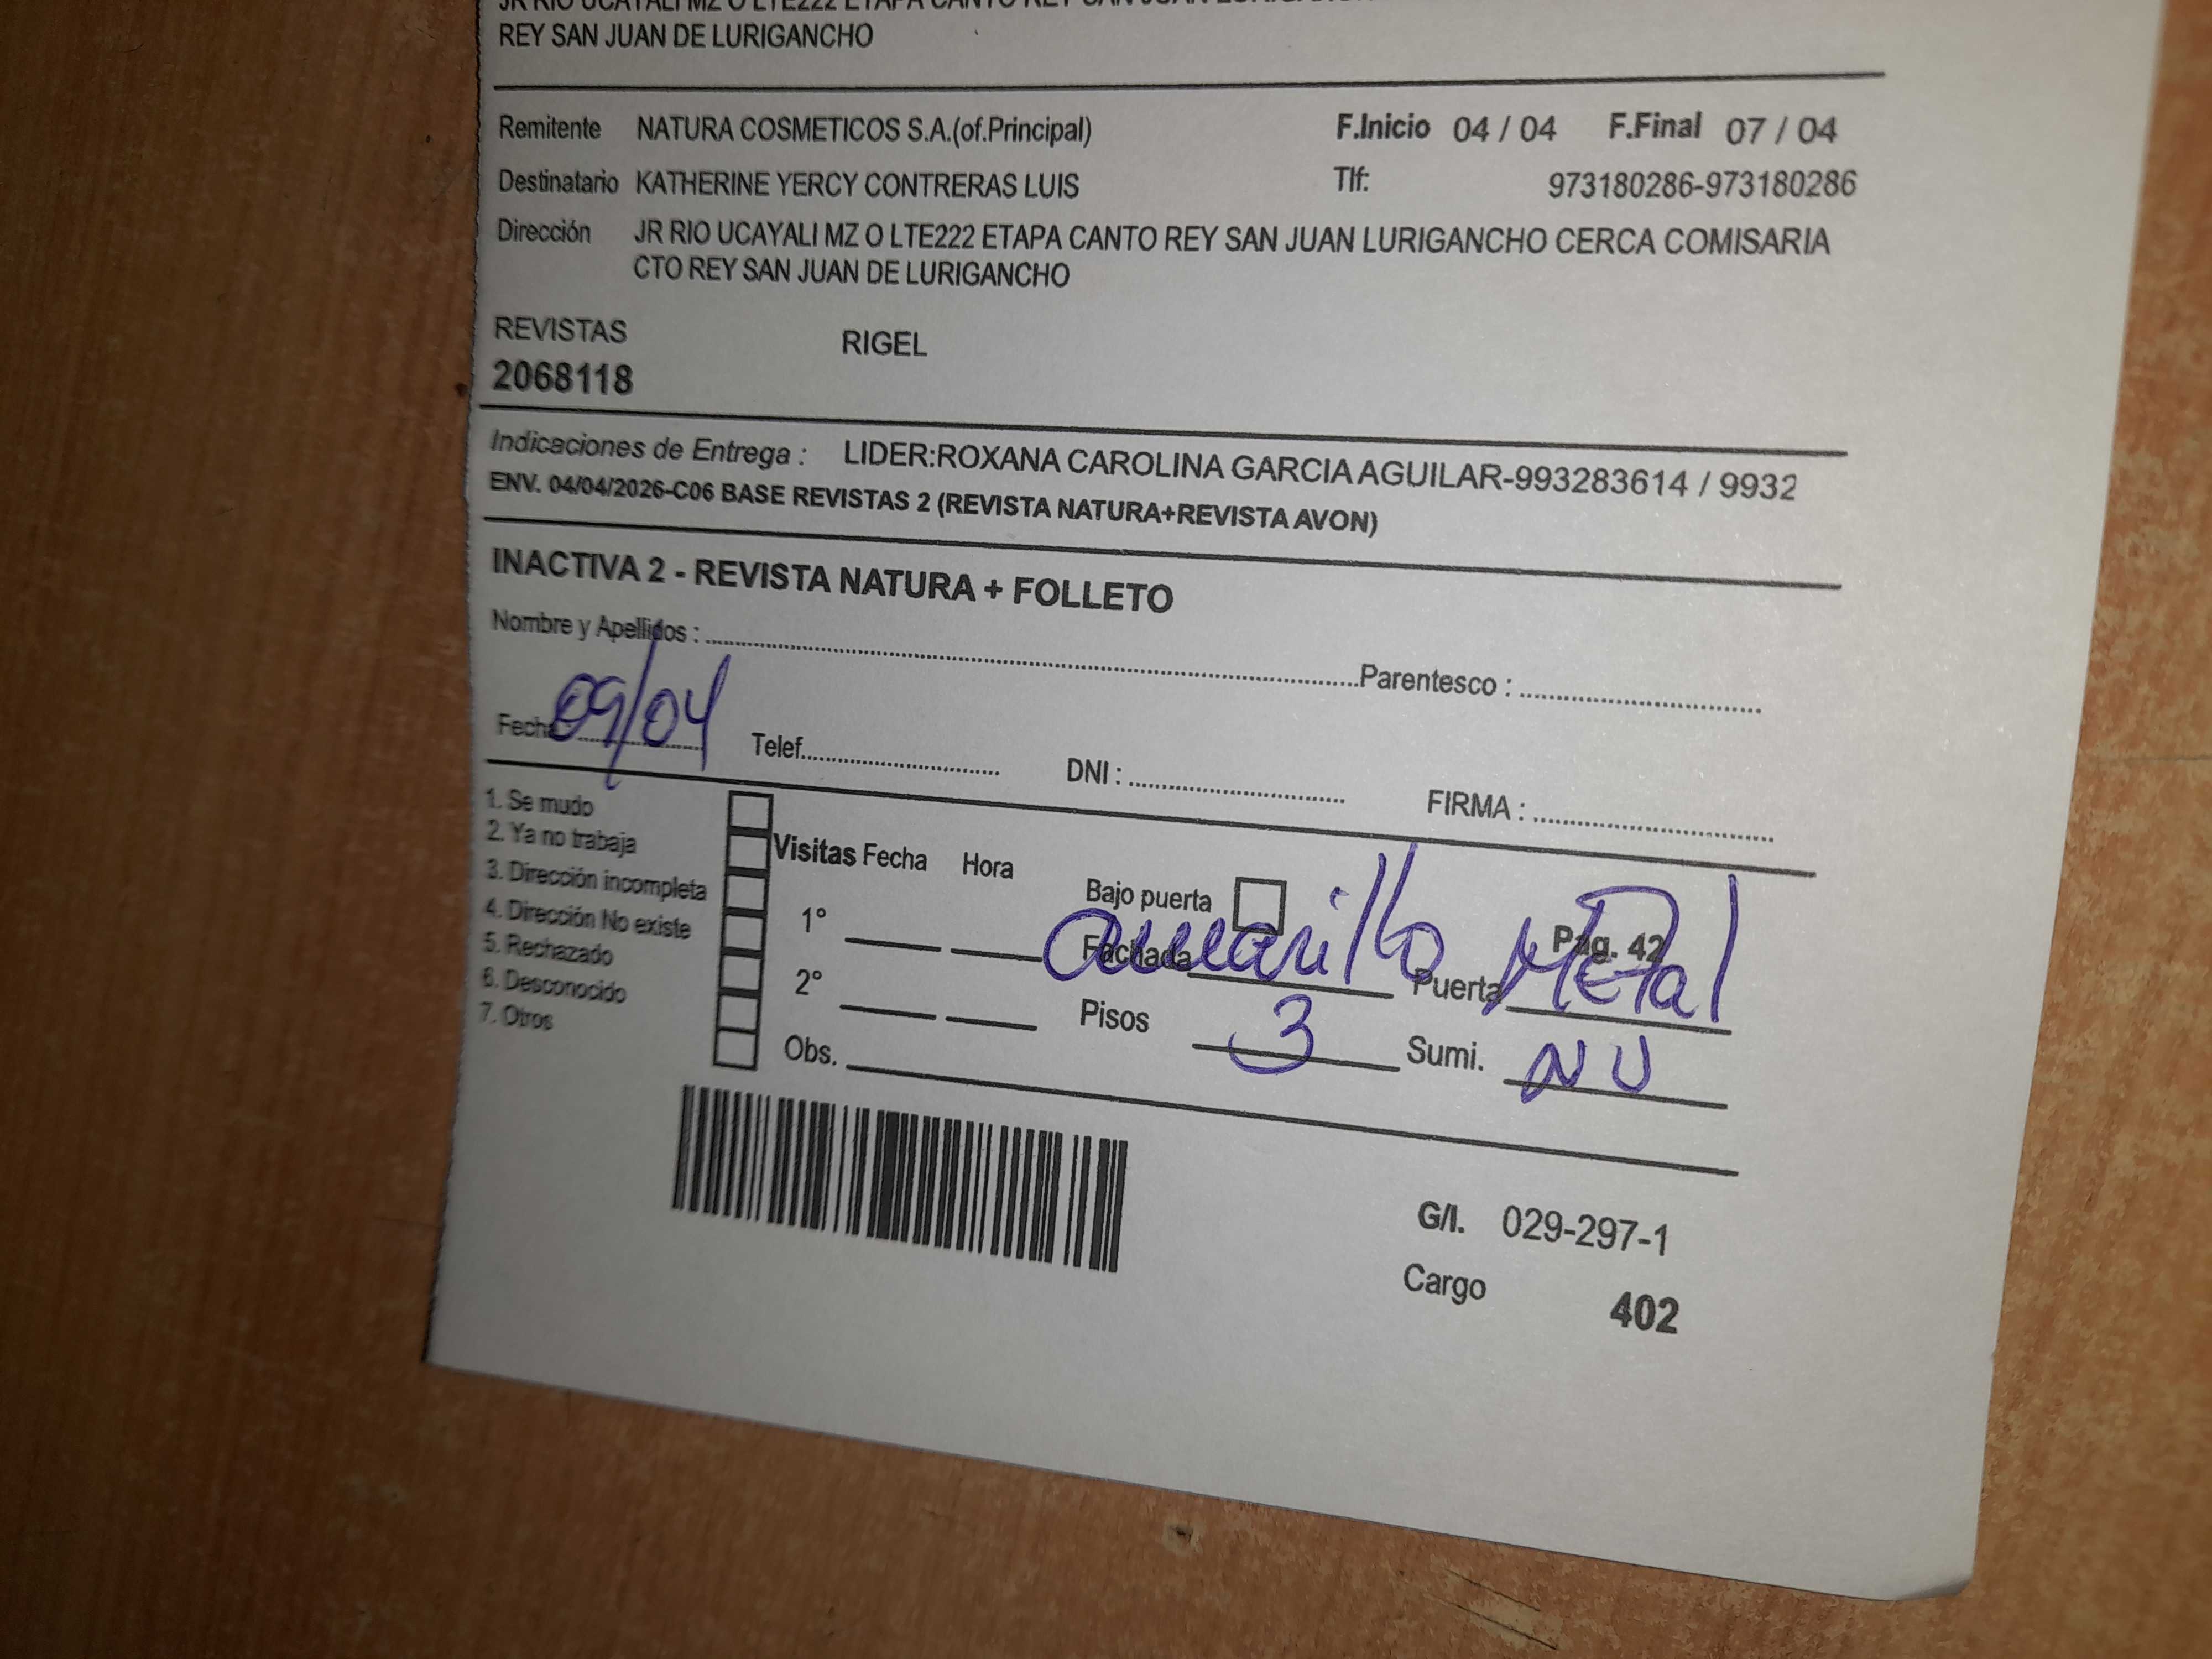 REY SAN JUAN DE LURIGANCHO
Remitente NATURA COSMETICOS S.A.(of.Principal) F.Inicio 04 / 04 F.Final 07 / 04
Destinatario KATHERINE YERCY CONTRERAS LUIS Tlf: 973180286-973180286
Dirección JR RIO UCAYALI MZ O LTE222 ETAPA CANTO REY SAN JUAN LURIGANCHO CERCA COMISARIA
CTO REY SAN JUAN DE LURIGANCHO
REVISTAS RIGEL
2068118
Indicaciones de Entrega : LIDER:ROXANA CAROLINA GARCIA AGUILAR-993283614 / 9932
ENV. 04/04/2026-C06 BASE REVISTAS 2 (REVISTA NATURA+REVISTA AVON)
INACTIVA 2 - REVISTA NATURA + FOLLETO
Nombre y Apellidos : Parentesco :
Fecha 09/04 Telef. DNI : FIRMA :
1. Se mudo
2. Ya no trabaja
3. Dirección incompleta
4. Dirección No existe
5. Rechazado
6. Desconocido
7. Otros
Visitas Fecha Hora
1°
2°
Obs.
Bajo puerta Pag. 42
Fachada amarillo Puerta Metal
Pisos 3 Sumi. NU
G/I. 029-297-1
Cargo 402